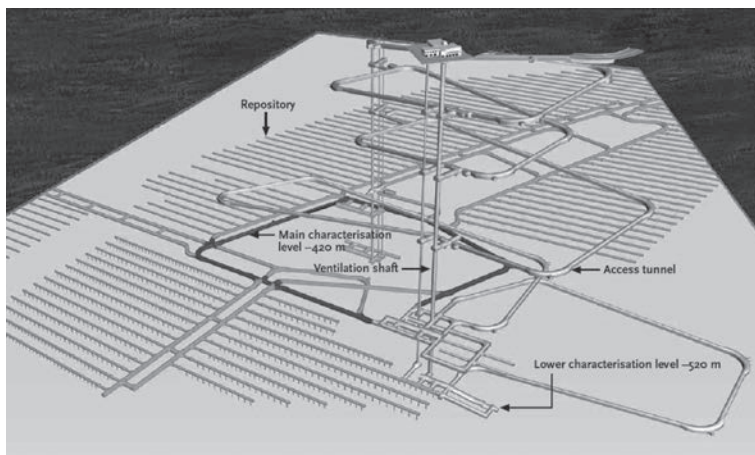 Repository
Main characterisation
level –420 m
Ventilation shaft
Access tunnel
Lower characterisation level –520 m